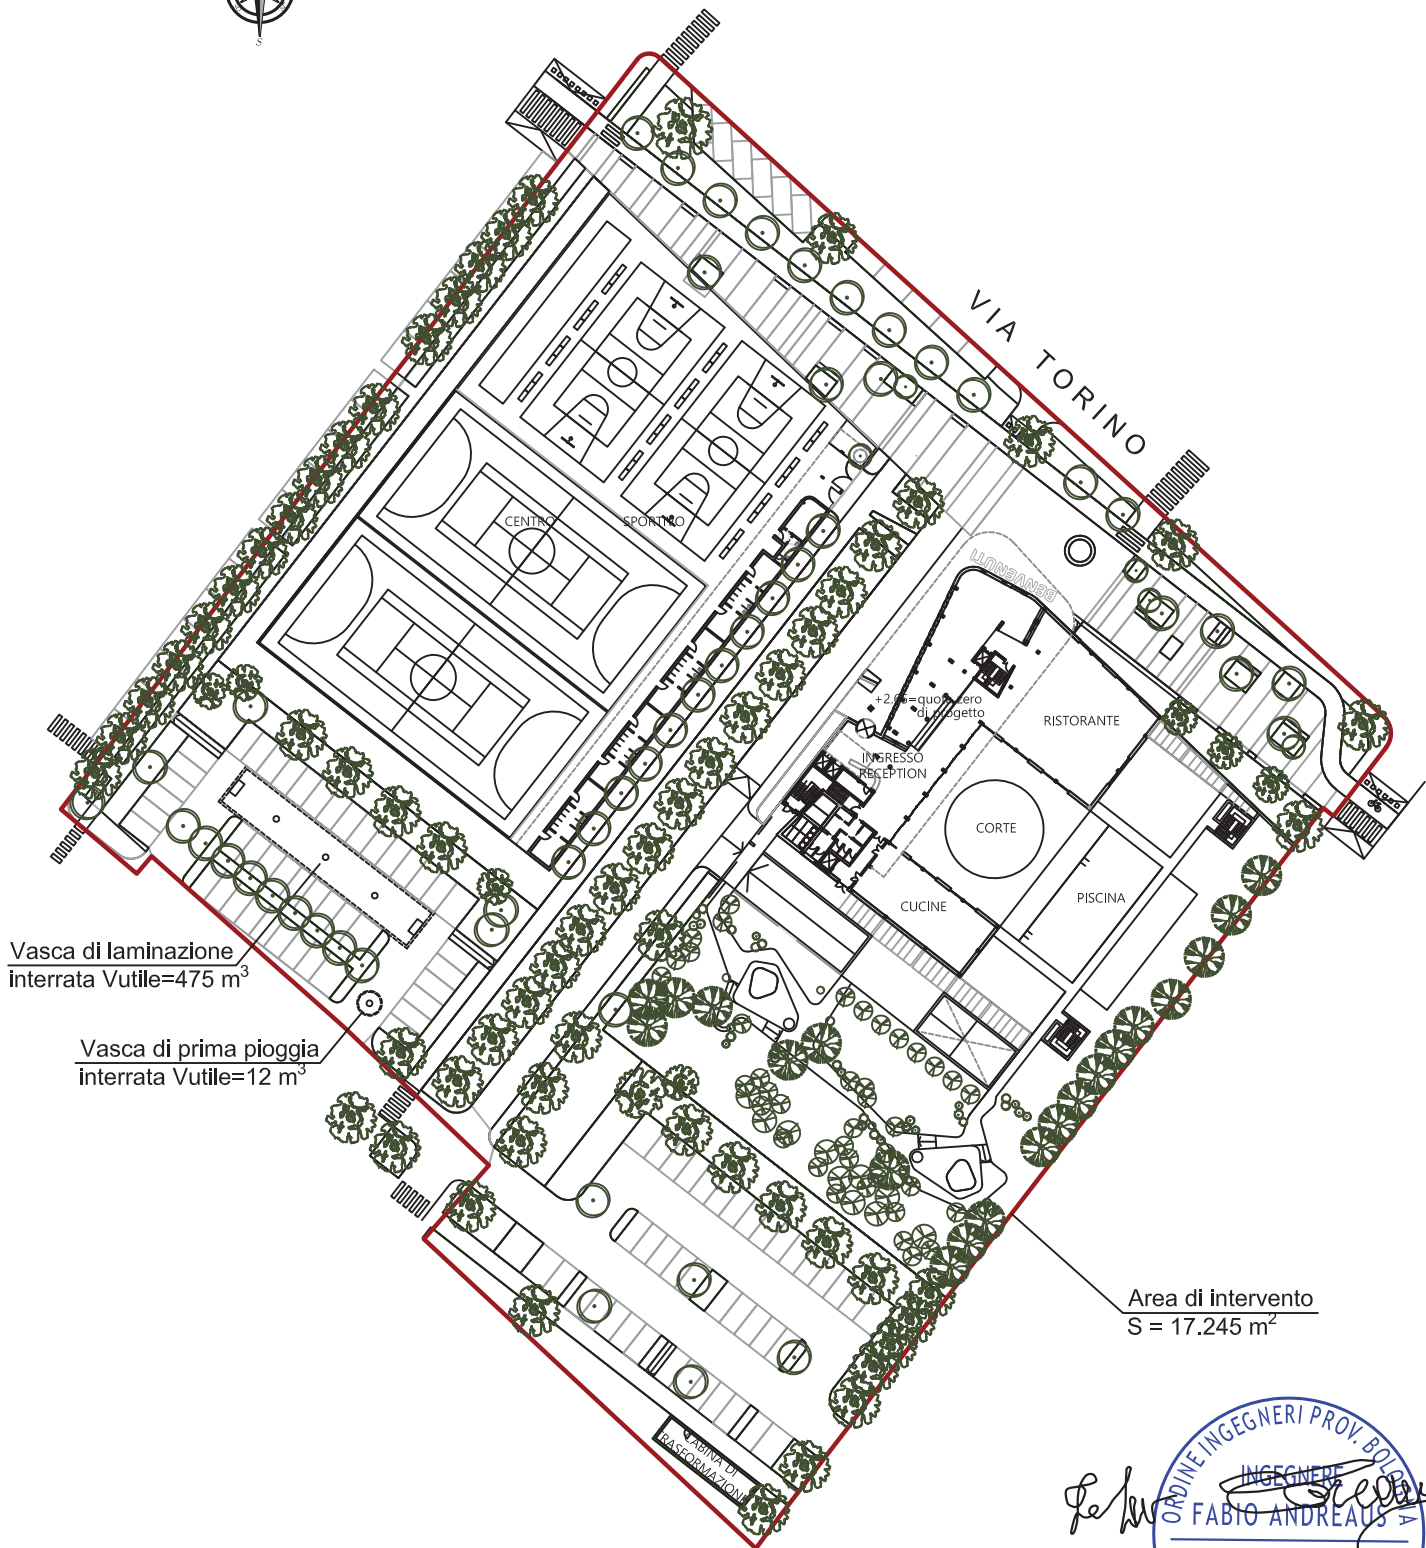 S
VIA TORINO
CENTRO SPORTIVO
BENVENUTI
+2.65=quota zero
di progetto
RISTORANTE
INGRESSO
RECEPTION
CORTE
PISCINA
CUCINE
Vasca di laminazione
interrata Vutile=475 m³
Vasca di prima pioggia
interrata Vutile=12 m³
Area di intervento
S = 17.245 m²
CABINA DI
TRASFORMAZIONE
ORDINE INGEGNERI PROV. BOLOGNA
INGEGNERE
FABIO ANDREAUS